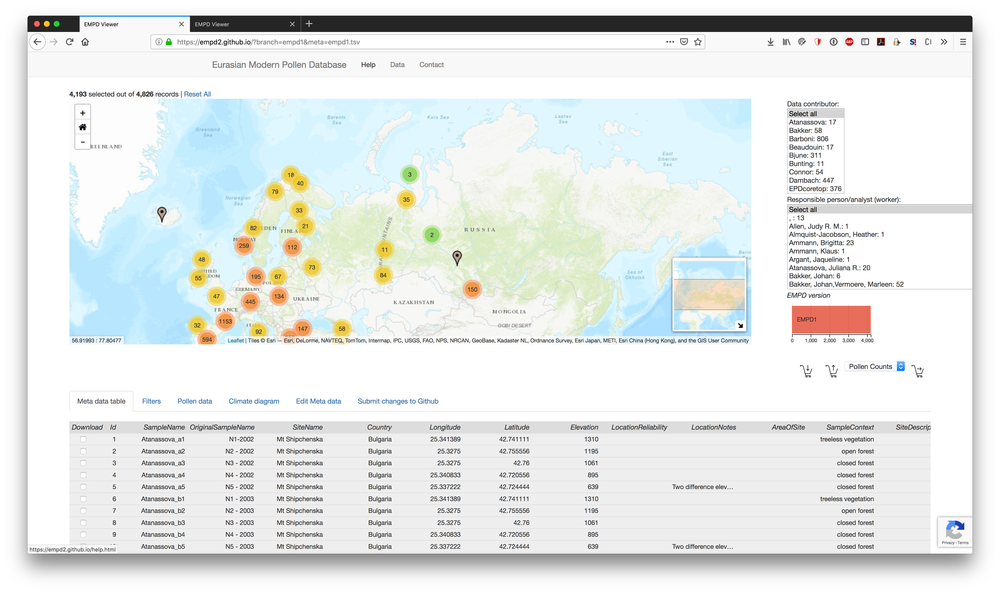 EMPD Viewer
EMPD Viewer
https://empd2.github.io/?branch=empd1&meta=empd1.tsv
ABP
S!
Eurasian Modern Pollen Database
Help
Data
Contact
4,193 selected out of 4,826 records | Reset All
+
−
REENLAND
Greenland Sea
Barents Sea
Kara Sea
Laptev Sea
East Siberian Sea
Norwegian Sea
RUSSIA
EDEN
FINLA
NORWAY
UNITED
GDOM
POLAND
GERMANY
UKRAINE
FRANCE
KAZAKHSTAN
MONGOLIA
GOBI DESERT
Sea of Okhotsk
18
40
79
33
21
82
259
112
48
55
73
195
67
47
445
134
1153
32
594
92
147
58
3
35
2
11
84
150
56.91993 : 77.80477
Leaflet | Tiles © Esri — Esri, DeLorme, NAVTEQ, TomTom, Intermap, iPC, USGS, FAO, NPS, NRCAN, GeoBase, Kadaster NL, Ordnance Survey, Esri Japan, METI, Esri China (Hong Kong), and the GIS User Community
Data contributor:
Select all
Atanassova: 17
Bakker: 58
Barboni: 806
Beaudouin: 17
Bjune: 311
Bunting: 11
Connor: 54
Dambach: 447
EPDcoretop: 376
Responsible person/analyst (worker):
Select all
, : 13
Allen, Judy R. M.: 1
Almquist-Jacobson, Heather: 1
Ammann, Brigitta: 23
Ammann, Klaus: 1
Argant, Jaqueline: 1
Atanassova, Juliana R.: 20
Bakker, Johan: 6
Bakker, Johan,Vermoere, Marleen: 52
EMPD version
EMPD1
0 1,000 2,000 3,000 4,000
Pollen Counts
Meta data table
Filters
Pollen data
Climate diagram
Edit Meta data
Submit changes to Github
Download Id SampleName OriginalSampleName SiteName Country Longitude Latitude Elevation LocationReliability LocationNotes AreaOfSite SampleContext SiteDescrip
1 Atanassova_a1 N1-2002 Mt Shipchenska Bulgaria 25.341389 42.741111 1310 treeless vegetation
2 Atanassova_a2 N2 - 2002 Mt Shipchenska Bulgaria 25.3275 42.755556 1195 open forest
3 Atanassova_a3 N3 - 2002 Mt Shipchenska Bulgaria 25.3275 42.76 1061 closed forest
4 Atanassova_a4 N4 - 2002 Mt Shipchenska Bulgaria 25.340833 42.720556 895 closed forest
5 Atanassova_a5 N5 - 2002 Mt Shipchenska Bulgaria 25.337222 42.724444 639 Two difference elev… closed forest
6 Atanassova_b1 N1 - 2003 Mt Shipchenska Bulgaria 25.341389 42.741111 1310 treeless vegetation
7 Atanassova_b2 N2 - 2003 Mt Shipchenska Bulgaria 25.3275 42.755556 1195 open forest
8 Atanassova_b3 N3 - 2003 Mt Shipchenska Bulgaria 25.3275 42.76 1061 closed forest
9 Atanassova_b4 N4 - 2003 Mt Shipchenska Bulgaria 25.340833 42.720556 895 closed forest
Atanassova_b5 N5 - 2003 Mt Shipchenska Bulgaria 25.337222 42.724444 639 Two difference elev… closed forest
https://empd2.github.io/help.html
Privacy - Terms